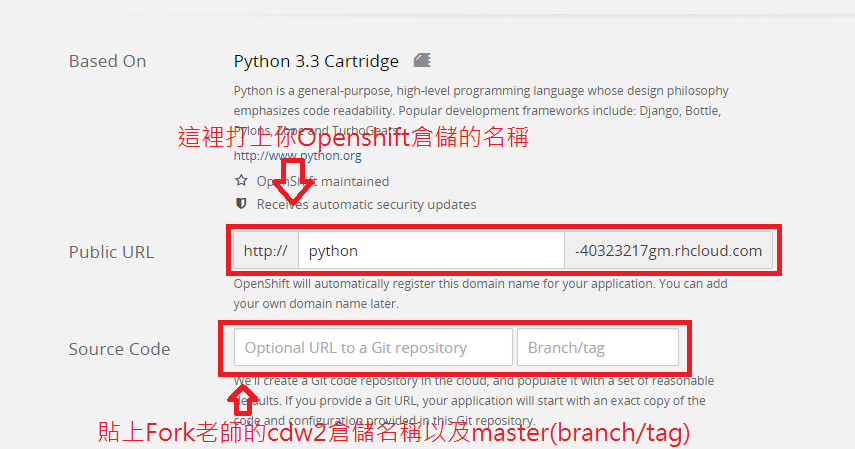 Based On
Python 3.3 Cartridge
Python is a general-purpose, high-level programming language whose design philosophy
emphasizes code readability. Popular development frameworks include: Django, Bottle,
Pylons, Zope and TurboGears.
這裡打上你Openshift倉儲的名稱
http://www.python.org
OpenShift maintained
Receives automatic security updates
Public URL
http://
python
-40323217gm.rhcloud.com
OpenShift will automatically register this domain name for your application. You can add
your own domain name later.
Source Code
Optional URL to a Git repository
Branch/tag
We'll create a Git code repository in the cloud, and populate it with a set of reasonable
defaults. If you provide a Git URL, your application will start with an exact copy of the
code and configuration provided in this Git repository.
貼上Fork老師的cdw2倉儲名稱以及master(branch/tag)